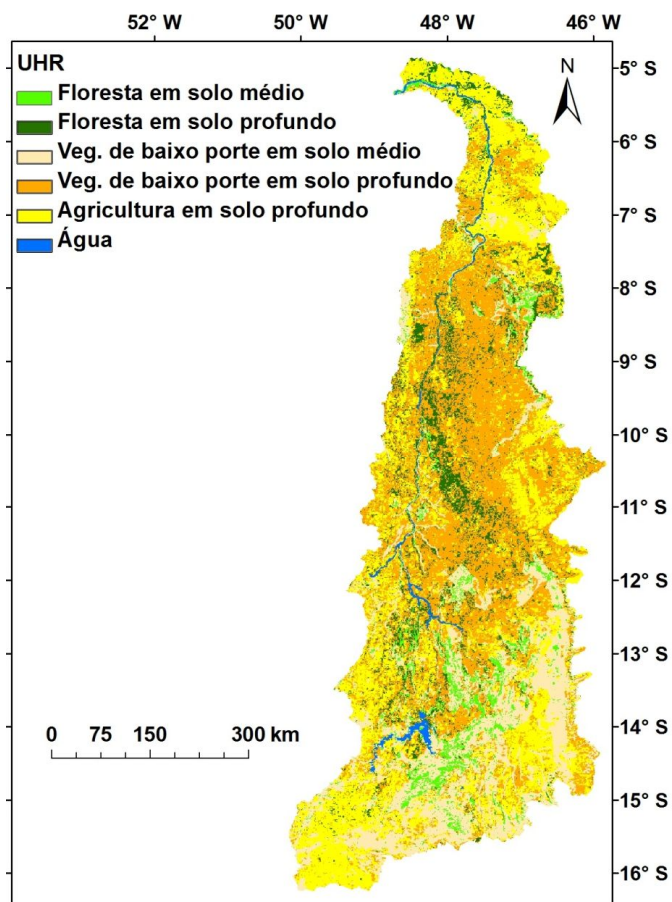 52° W 50° W 48° W 46° W
UHR
N
5° S
Floresta em solo médio
Floresta em solo profundo
6° S
Veg. de baixo porte em solo médio
Veg. de baixo porte em solo profundo
Agricultura em solo profundo
7° S
Água
8° S
9° S
10° S
11° S
12° S
13° S
0 75 150 300 km
14° S
15° S
16° S